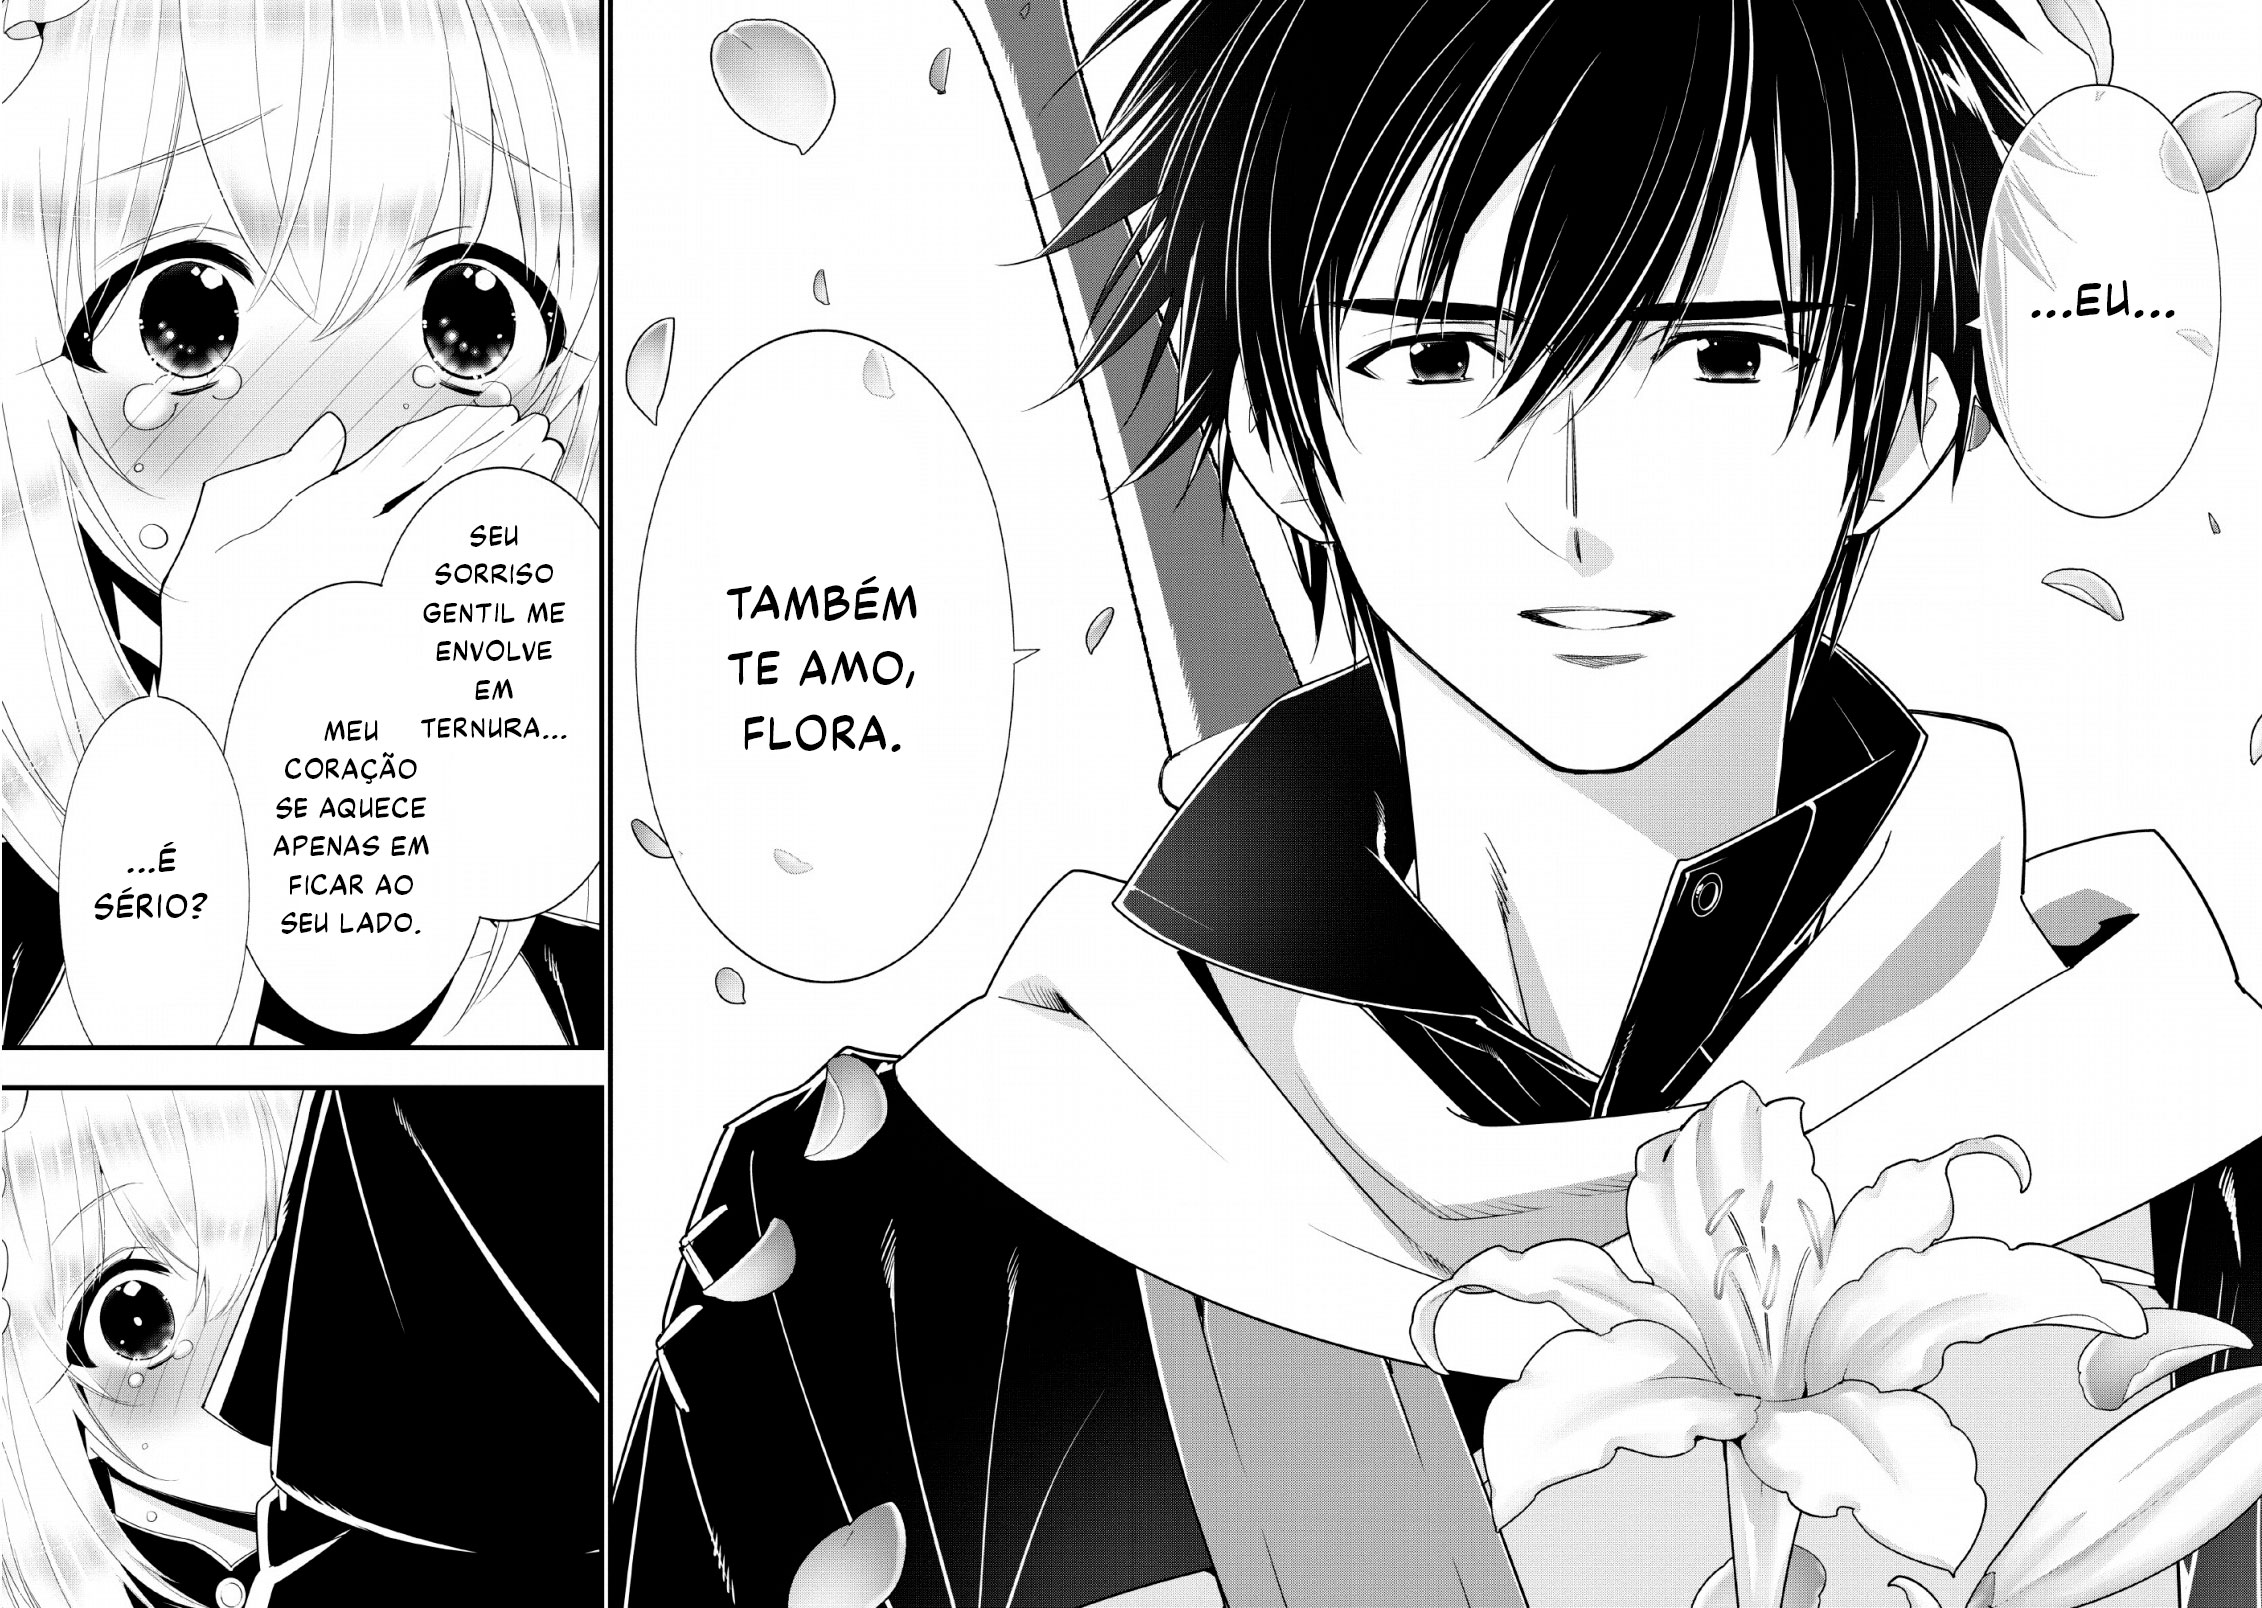 ...EU...
TAMBÉM
TE AMO,
FLORA.
SEU
SORRISO
GENTIL ME
ENVOLVE
EM
TERNURA...
MEU
CORAÇÃO
SE AQUECE
APENAS EM
FICAR AO
SEU LADO.
...É
SÉRIO?